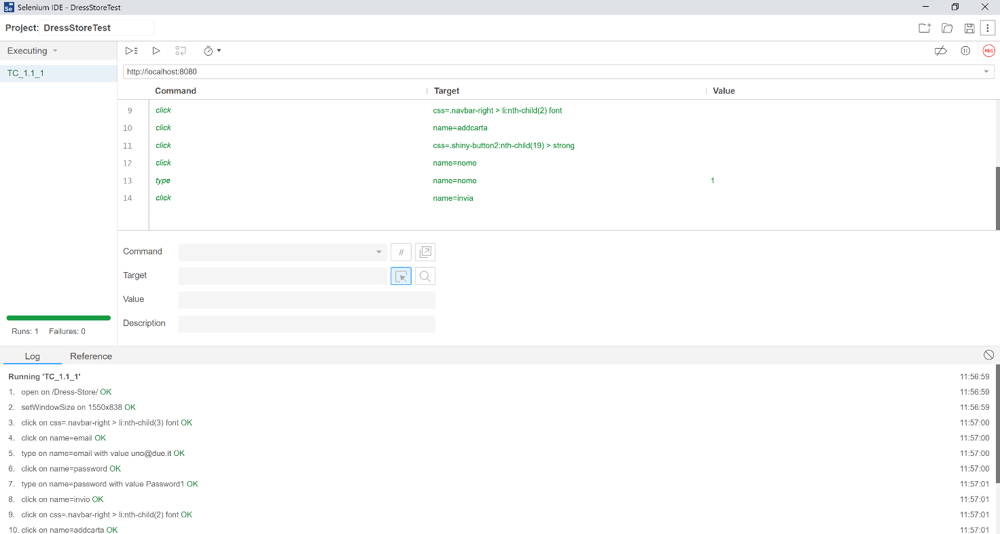 Selenium IDE - DressStoreTest
Project: DressStoreTest
Executing
TC_1.1_1
http://localhost:8080
Command Target Value
9 click css=.navbar-right > li:nth-child(2) font
10 click name=addcarta
11 click css=.shiny-button2:nth-child(19) > strong
12 click name=nome
13 type name=nome 1
14 click name=invia
Command //
Target
Value
Description
Runs: 1 Failures: 0
REC
Log Reference
Running 'TC_1.1_1' 11:56:59
1. open on /Dress-Store/ OK 11:56:59
2. setWindowSize on 1550x838 OK 11:56:59
3. click on css=.navbar-right > li:nth-child(3) font OK 11:57:00
4. click on name=email OK 11:57:00
5. type on name=email with value uno@due.it OK 11:57:00
6. click on name=password OK 11:57:00
7. type on name=password with value Password1 OK 11:57:01
8. click on name=invio OK 11:57:01
9. click on css=.navbar-right > li:nth-child(2) font OK 11:57:01
10. click on name=addcarta OK 11:57:01